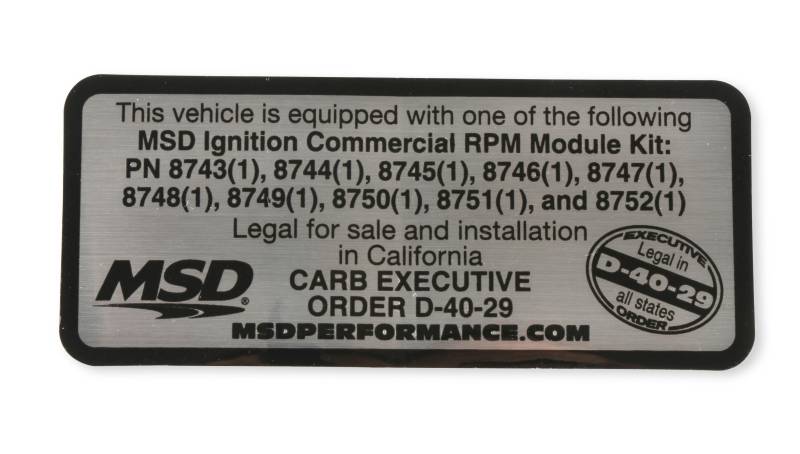 This vehicle is equipped with one of the following
MSD Ignition Commercial RPM Module Kit:
PN 8743(1), 8744(1), 8745(1), 8746(1), 8747(1),
8748(1), 8749(1), 8750(1), 8751(1), and 8752(1)
Legal for sale and installation
in California
CARB EXECUTIVE
ORDER D-40-29
MSDPERFORMANCE.COM
MSD®
EXECUTIVE
Legal in
D-40-29
all states
ORDER